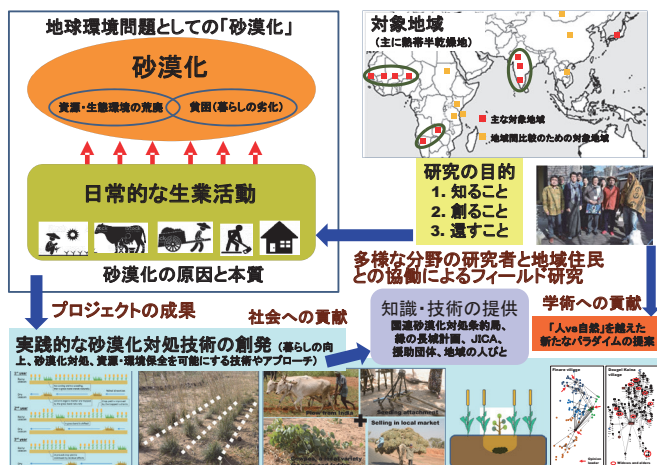 地球環境問題としての「砂漠化」
砂漠化
資源・生態環境の荒廃
貧困(暮らしの劣化)
日常的な生業活動
砂漠化の原因と本質
対象地域
(主に熱帯半乾燥地)
主な対象地域
地域間比較のための対象地域
研究の目的
1. 知ること
2. 創ること
3. 還すこと
多様な分野の研究者と地域住民
との協働によるフィールド研究
プロジェクトの成果
社会への貢献
学術への貢献
実践的な砂漠化対処技術の創発(暮らしの向
上、砂漠化対処、資源・環境保全を可能にする技術やアプローチ)
知識・技術の提供
国連砂漠化対処条約局、
緑の長城計画、JICA、
援助団体、地域の人びと
「人vs自然」を越えた
新たなパラダイムの提案
Plow from India
Seeding attachment
+
Selling in local market
variety
village
village